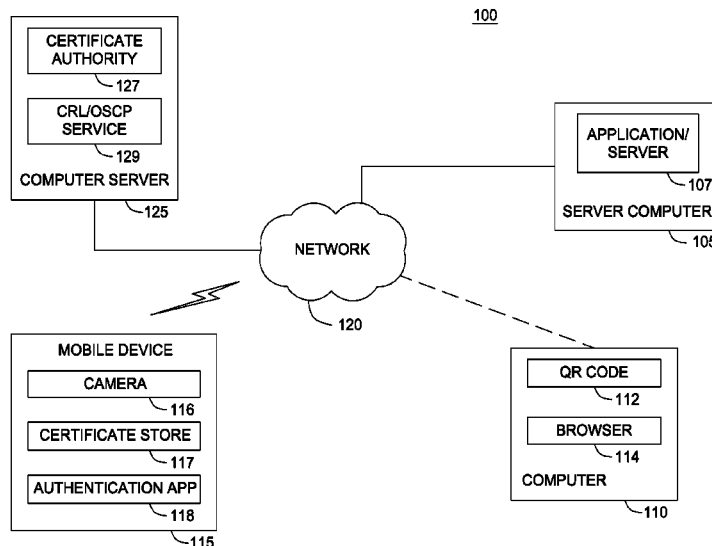 100
CERTIFICATE
AUTHORITY
127
CRL/OSCP
SERVICE
129
COMPUTER SERVER
125
APPLICATION/
SERVER
107
SERVER COMPUTER
105
NETWORK
120
MOBILE DEVICE
CAMERA
116
CERTIFICATE STORE
117
AUTHENTICATION APP
118
115
QR CODE
112
BROWSER
114
COMPUTER
110